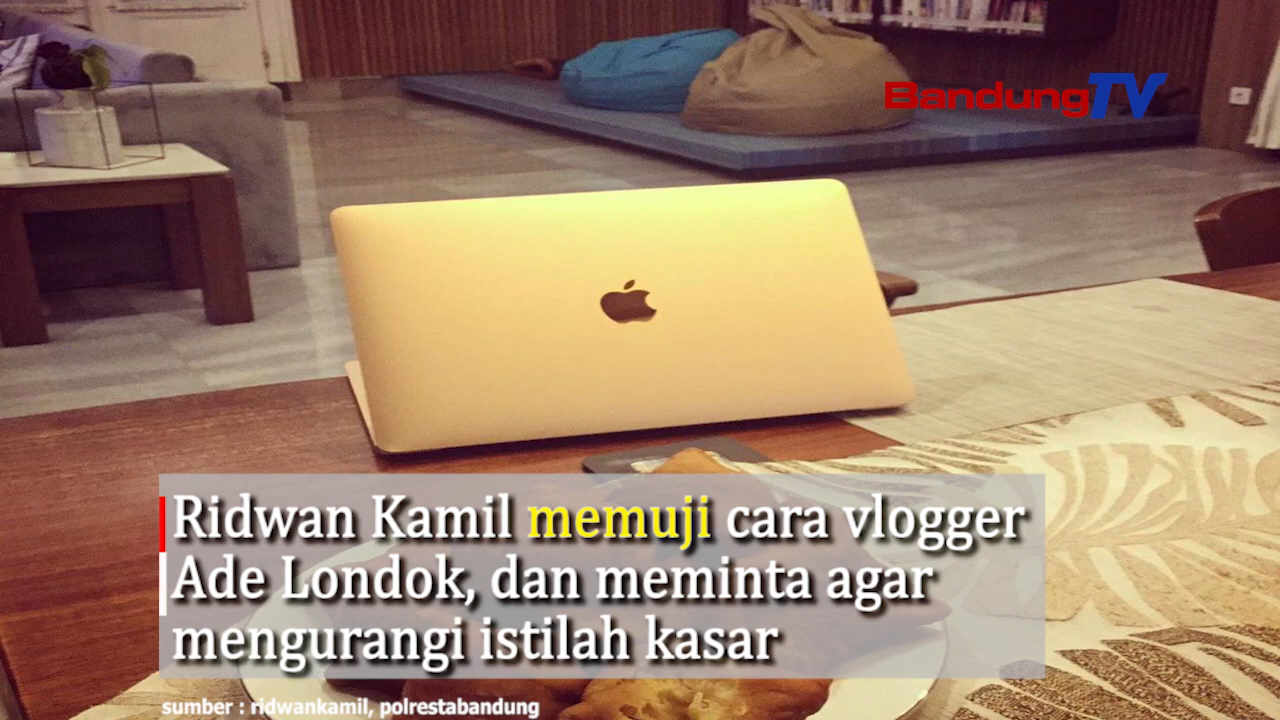 BandungTV
Ridwan Kamil memuji cara vlogger
Ade Londok, dan meminta agar
mengurangi istilah kasar
sumber : ridwankamil, polrestabandung